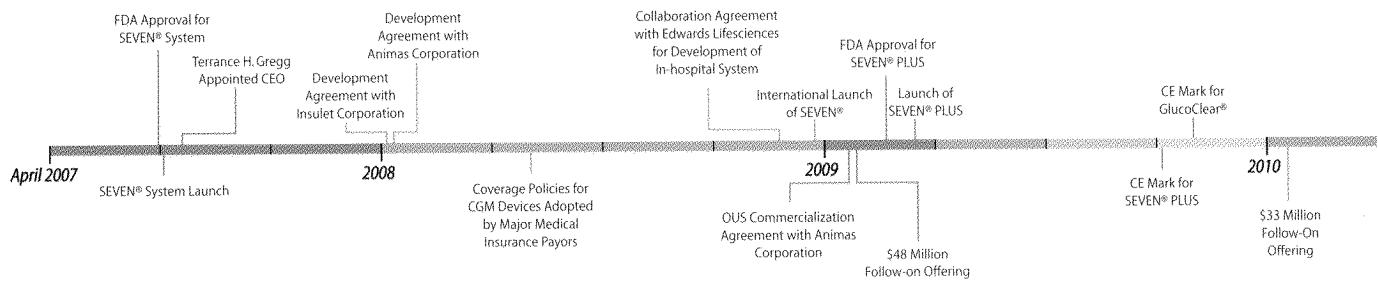 FDA Approval for
SEVEN® System
Terrance H. Gregg
Appointed CEO
Development
Agreement with
Insulet Corporation
Development
Agreement with
Animas Corporation
Collaboration Agreement
with Edwards Lifesciences
for Development of
In-hospital System
International Launch
of SEVEN®
FDA Approval for
SEVEN® PLUS
Launch of
SEVEN® PLUS
CE Mark for
GlucoClear®
April 2007
2008
2009
2010
SEVEN® System Launch
Coverage Policies for
CGM Devices Adopted
by Major Medical
Insurance Payors
OUS Commercialization
Agreement with Animas
Corporation
$48 Million
Follow-on Offering
CE Mark for
SEVEN® PLUS
$33 Million
Follow-On
Offering